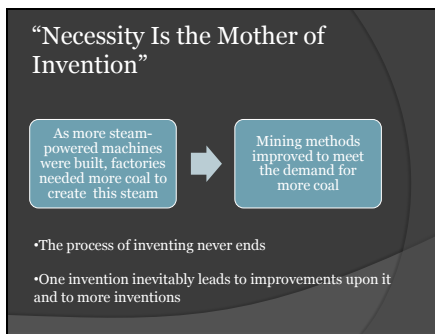 “Necessity Is the Mother of
Invention”
As more steam-
powered machines
were built, factories
needed more coal to
create this steam
Mining methods
improved to meet
the demand for
more coal
•The process of inventing never ends
•One invention inevitably leads to improvements upon it
and to more inventions